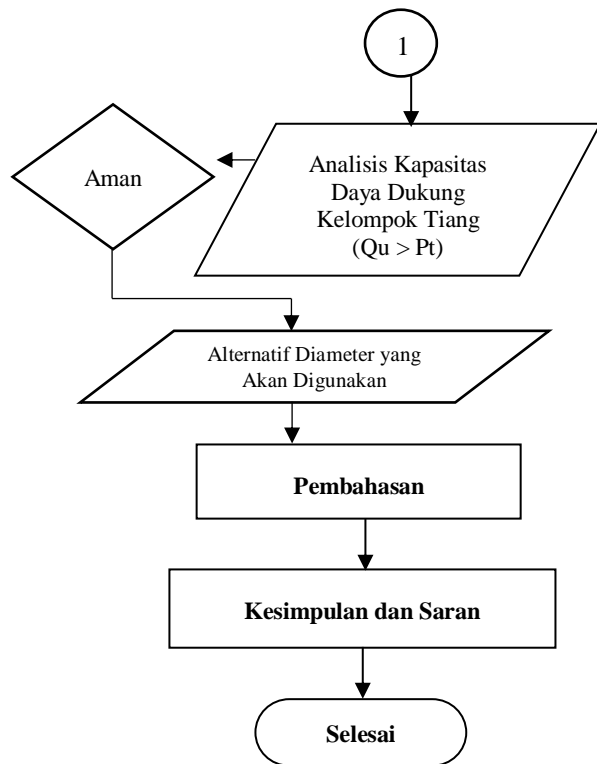 1
Analisis Kapasitas
Daya Dukung
Kelompok Tiang
(Qu > Pt)
Aman
Alternatif Diameter yang
Akan Digunakan
Pembahasan
Kesimpulan dan Saran
Selesai